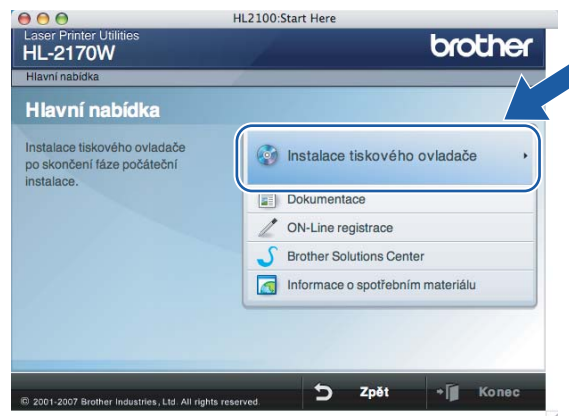 HL2100:Start Here
Laser Printer Utilities
HL-2170W
brother
Hlavní nabídka
Hlavní nabídka
Instalace tiskového ovladače
po skončení fáze počáteční
instalace.
Instalace tiskového ovladače
Dokumentace
ON-Line registrace
Brother Solutions Center
Informace o spotřebním materiálu
© 2001-2007 Brother Industries, Ltd. All rights reserved.
Zpět
Konec